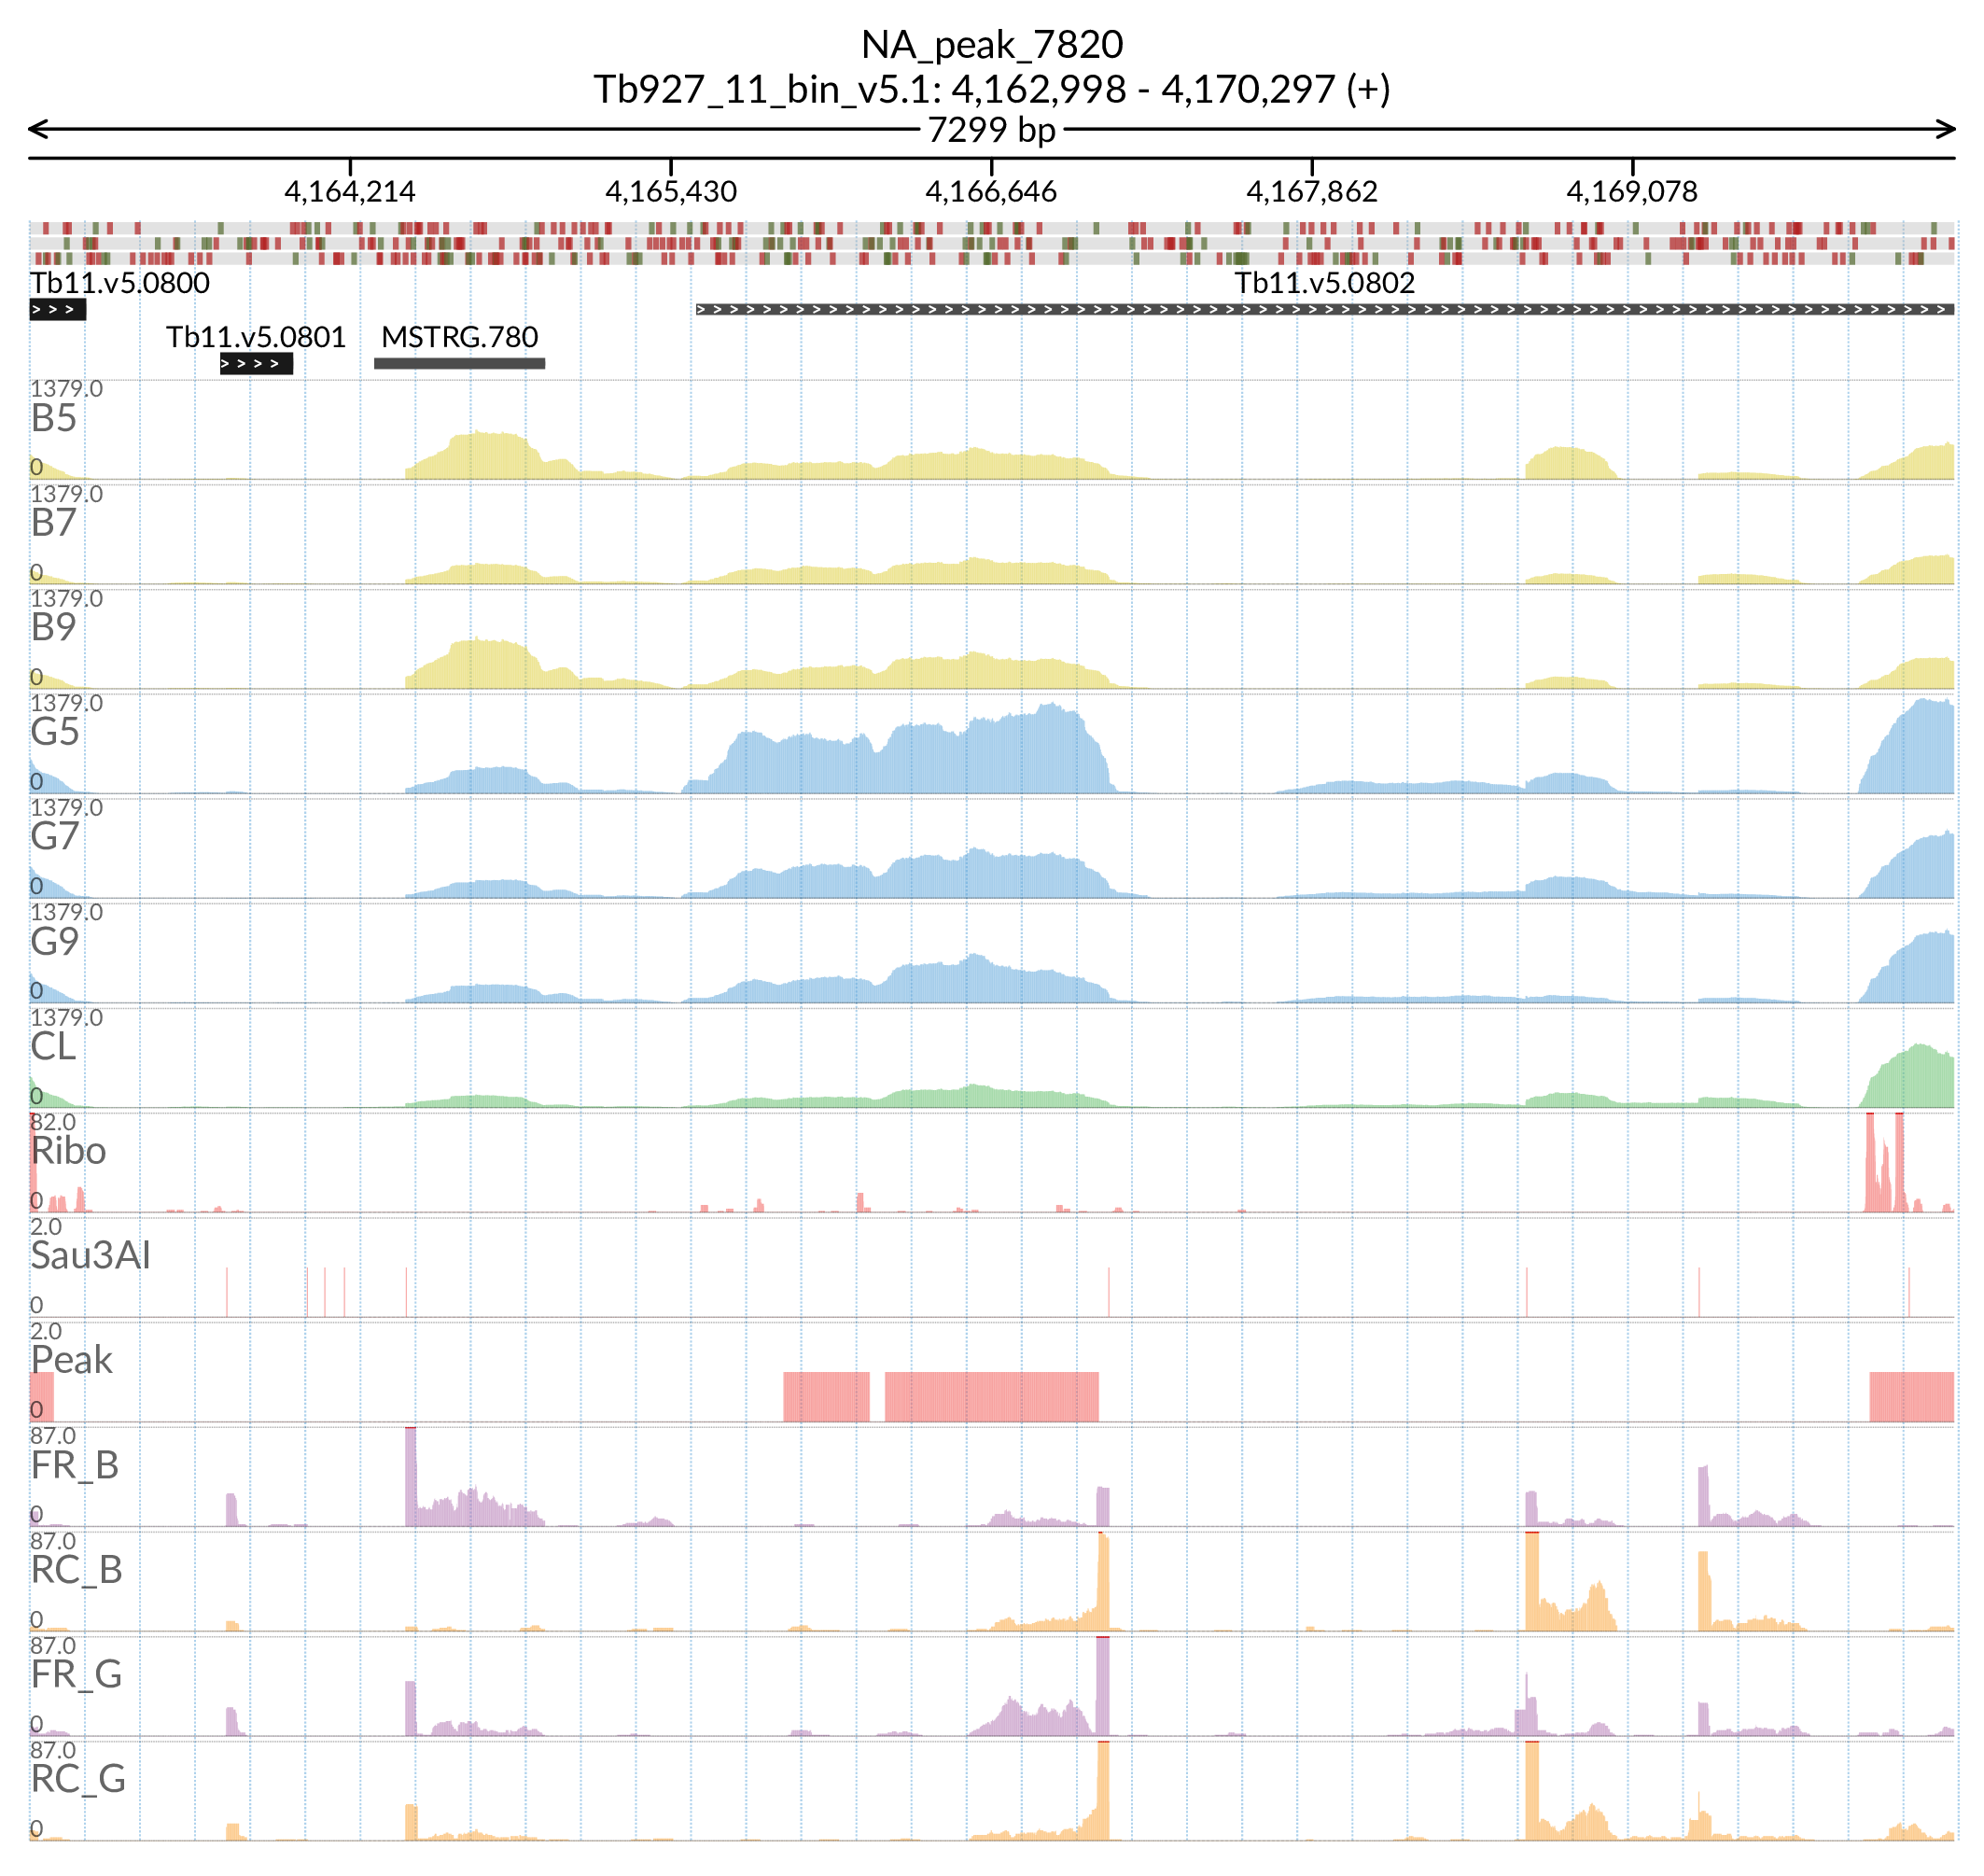 NA_peak_7820
Tb927_11_bin_v5.1: 4,162,998 - 4,170,297 (+)
7299 bp
4,164,214 4,165,430 4,166,646 4,167,862 4,169,078
Tb11.v5.0800 Tb11.v5.0802
Tb11.v5.0801 MSTRG.780
1379.0
B5
0
1379.0
B7
0
1379.0
B9
0
1379.0
G5
0
1379.0
G7
0
1379.0
G9
0
1379.0
CL
0
82.0
Ribo
0
2.0
Sau3AI
0
2.0
Peak
0
87.0
FR_B
0
87.0
RC_B
0
87.0
FR_G
0
87.0
RC_G
0